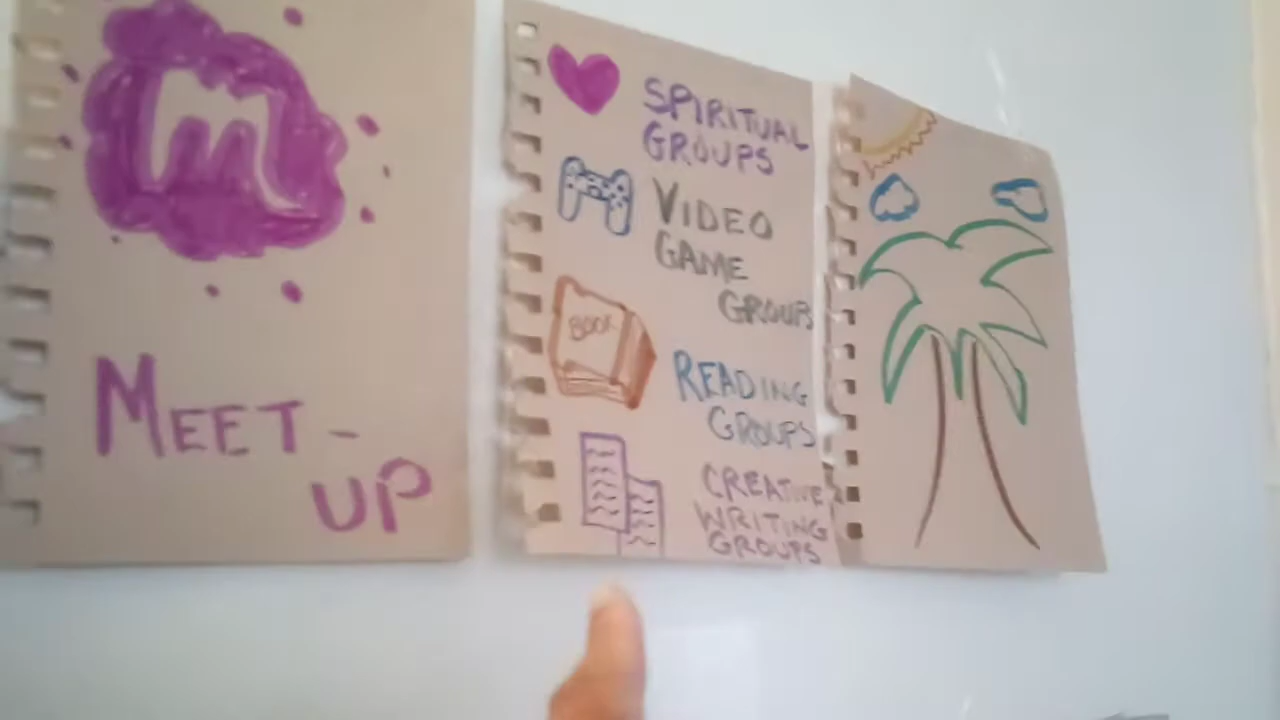 m
MEET-
UP
SPIRITUAL
GROUPS
VIDEO
GAME
GROUPS
BOOK
READING
GROUPS
CREATIVE
WRITING
GROUPS